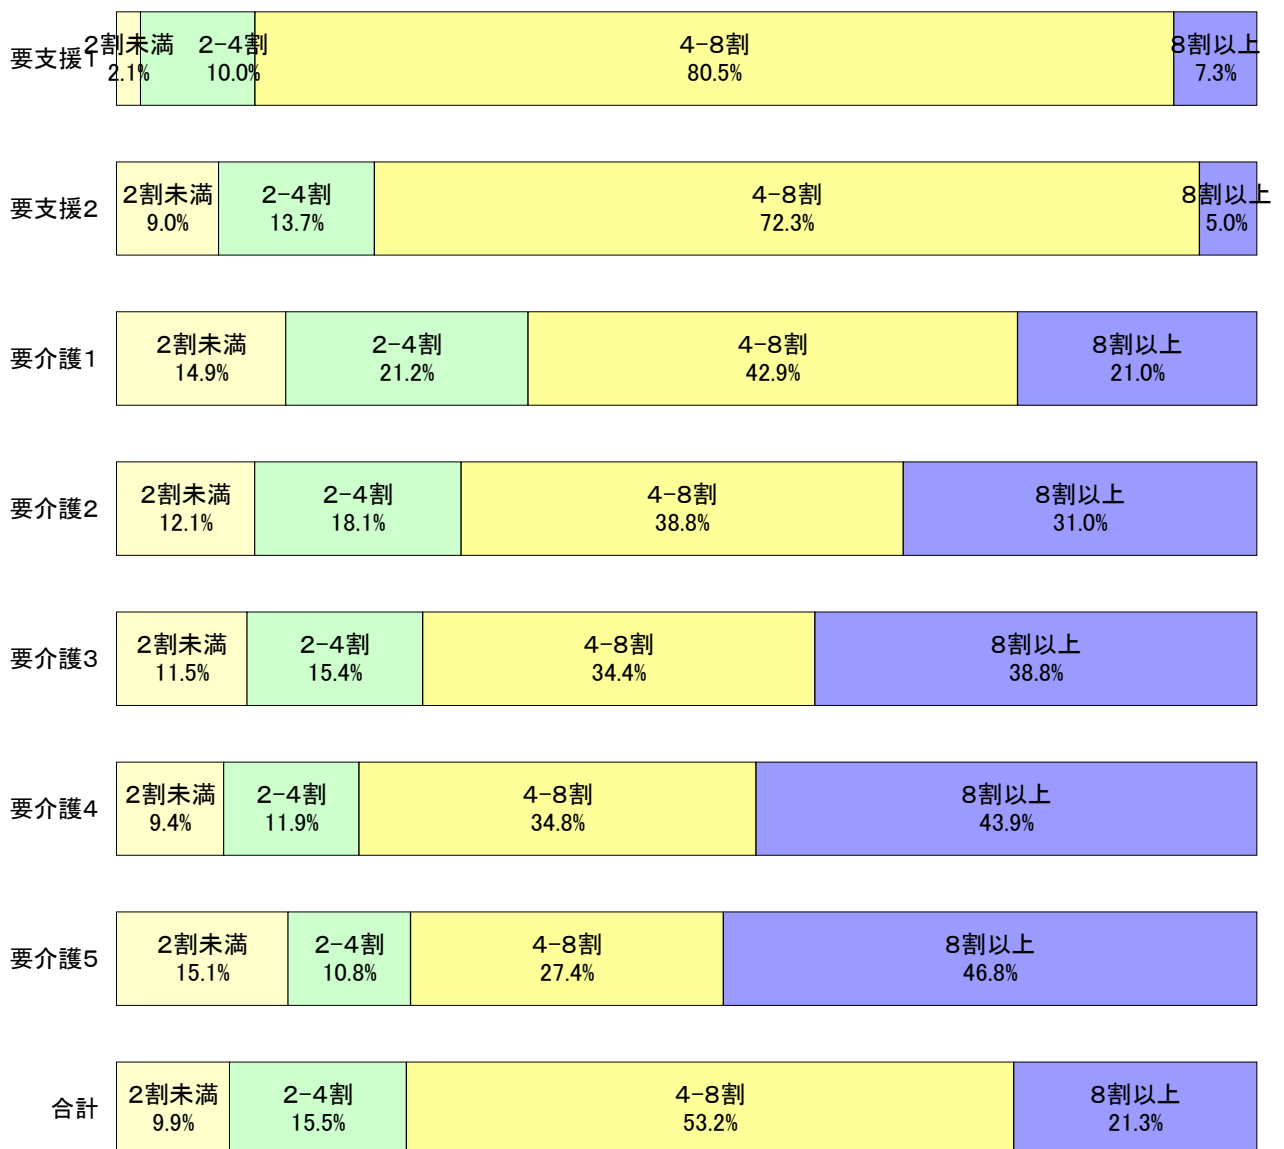 要支援1
2割未満 2-4割 4-8割 8割以上
2.1% 10.0% 80.5% 7.3%
要支援2
2割未満 2-4割 4-8割 8割以上
9.0% 13.7% 72.3% 5.0%
要介護1
2割未満 2-4割 4-8割 8割以上
14.9% 21.2% 42.9% 21.0%
要介護2
2割未満 2-4割 4-8割 8割以上
12.1% 18.1% 38.8% 31.0%
要介護3
2割未満 2-4割 4-8割 8割以上
11.5% 15.4% 34.4% 38.8%
要介護4
2割未満 2-4割 4-8割 8割以上
9.4% 11.9% 34.8% 43.9%
要介護5
2割未満 2-4割 4-8割 8割以上
15.1% 10.8% 27.4% 46.8%
合計
2割未満 2-4割 4-8割 8割以上
9.9% 15.5% 53.2% 21.3%